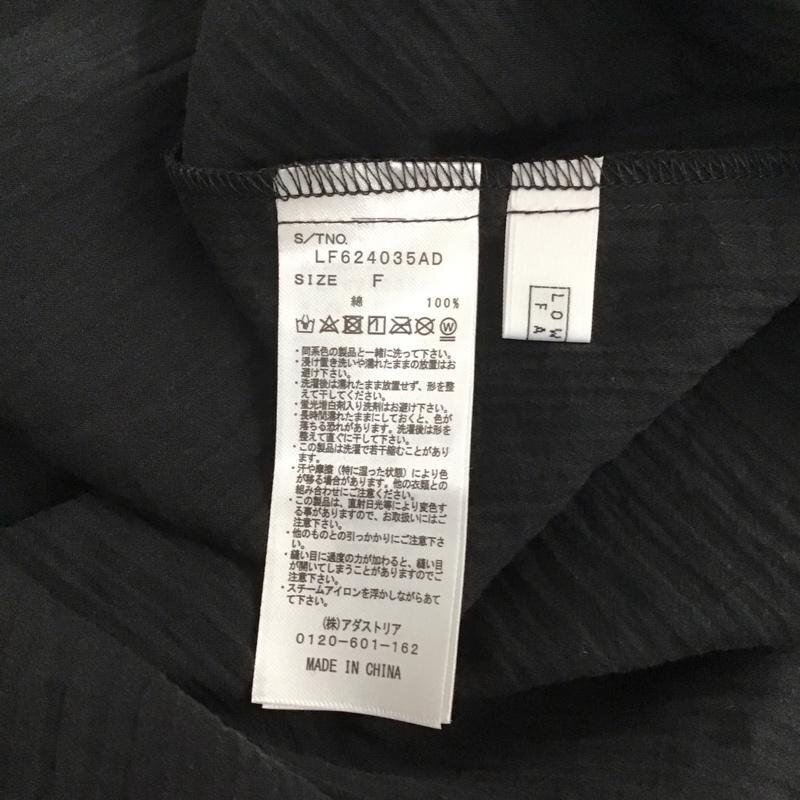 S/TNO.
LF624035AD
SIZE F
綿 100%
W
・同系色の製品と一緒に洗って下さい。
・浸け置き洗いや濡れたままの放置はお
避け下さい。
・洗濯後は濡れたまま放置せず、形を整
えて干してください。
・蛍光増白剤入り洗剤はお避け下さい。
・長時間濡れたままにしておくと、色が
落ちる恐れがあります。洗濯後は形を
整えて直ぐに干して下さい。
・この製品は洗濯で若干縮むことがあり
ます。
・汗や摩擦（特に湿った状態）により色
が移る場合があります。他の衣類との
組み合わせにご注意ください。
・この製品は、直射日光等により変色す
る事がありますので、お取扱いにはご
注意下さい。
・他のものとの引っかかりにご注意下さ
い。
・縫い目に過度の力が加わると、縫い目
が開いてしまうことがありますのでご
注意下さい。
・スチームアイロンを浮かしながらあて
て下さい。
(株)アダストリア
0120-601-162
MADE IN CHINA
LOW
FA